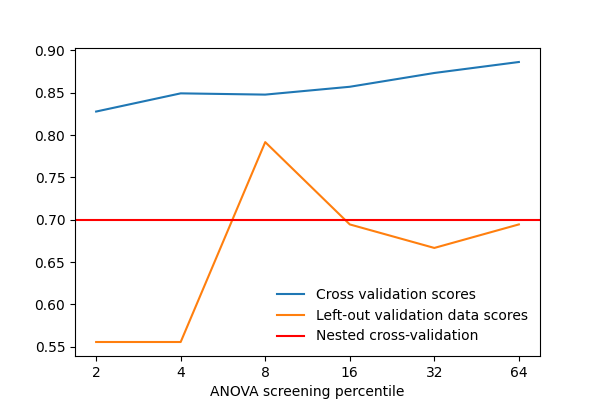 0.90
0.85
0.80
0.75
0.70
0.65
0.60
0.55
Cross validation scores
Left-out validation data scores
Nested cross-validation
2 4 8 16 32 64
ANOVA screening percentile